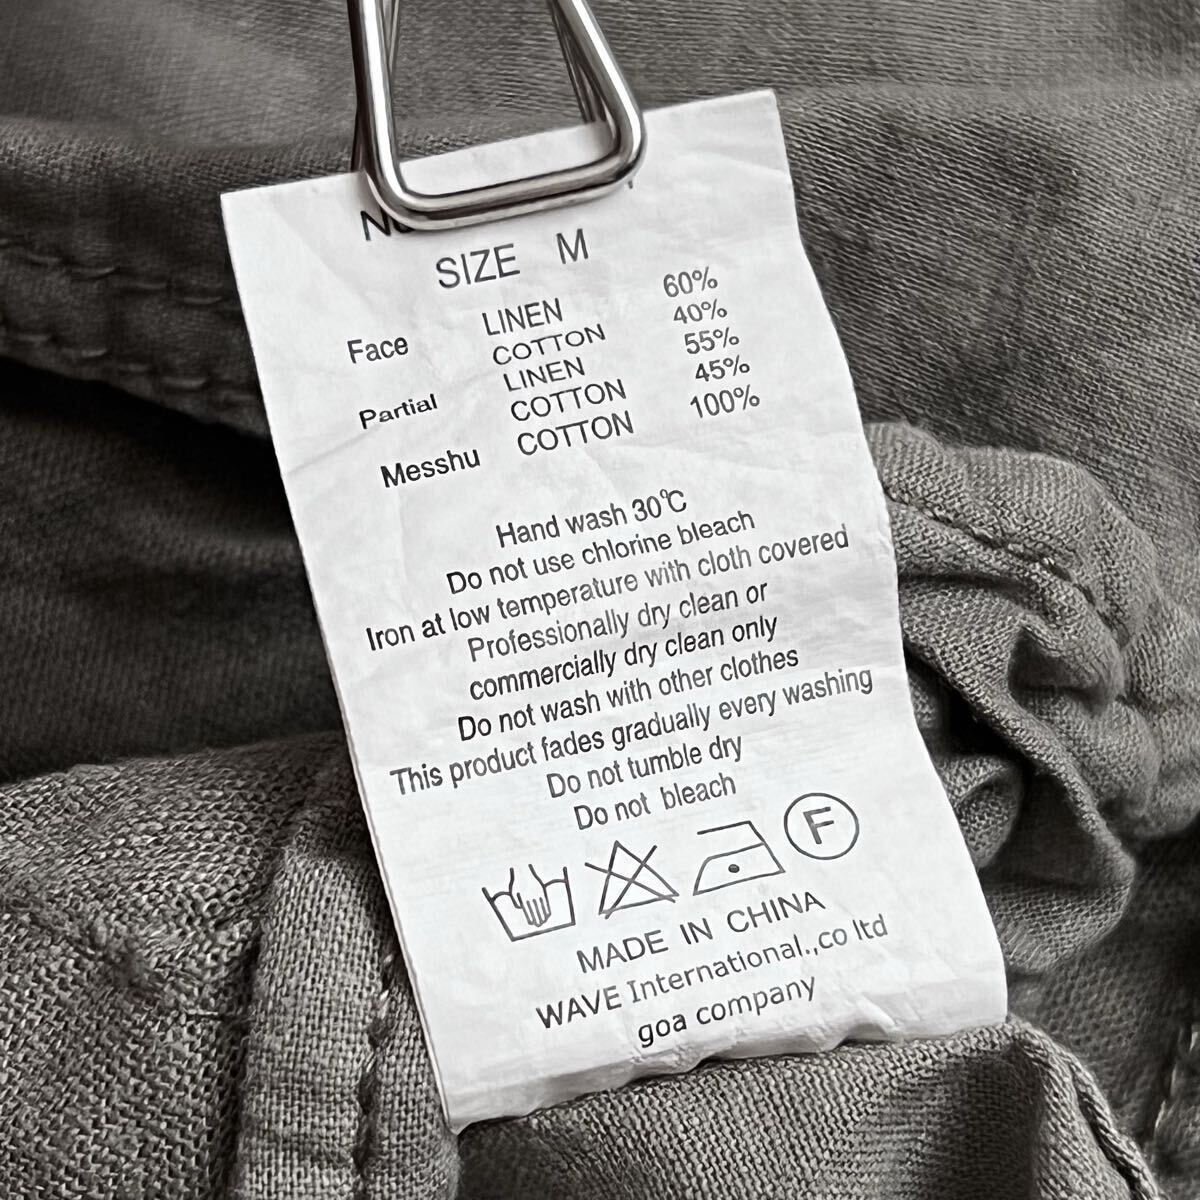 SIZE M
Face LINEN 60%
COTTON 40%
Partial LINEN 55%
COTTON 45%
Messhu COTTON 100%
Hand wash 30℃
Do not use chlorine bleach
Iron at low temperature with cloth covered
Professionally dry clean or
commercially dry clean only
Do not wash with other clothes
This product fades gradually every washing
Do not tumble dry
Do not bleach
F
MADE IN CHINA
WAVE International.,co ltd
goa company